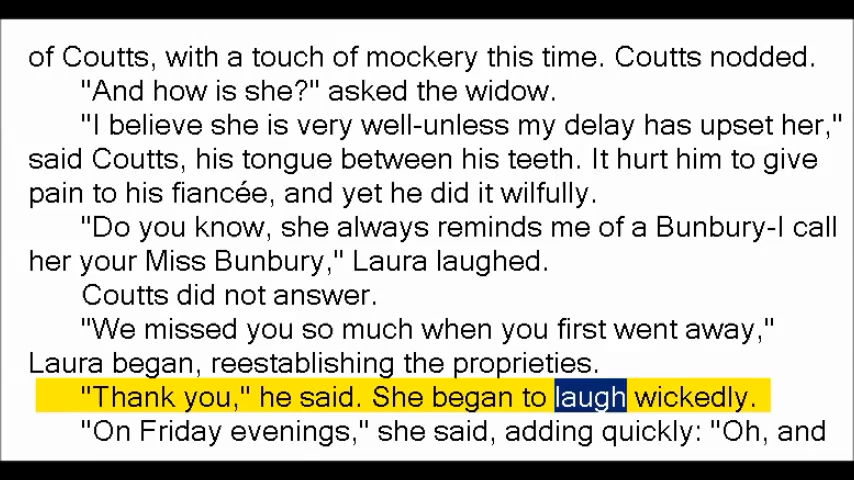 of Coutts, with a touch of mockery this time. Coutts nodded.
"And how is she?" asked the widow.
"I believe she is very well-unless my delay has upset her,"
said Coutts, his tongue between his teeth. It hurt him to give
pain to his fiancée, and yet he did it wilfully.
"Do you know, she always reminds me of a Bunbury-I call
her your Miss Bunbury," Laura laughed.
Coutts did not answer.
"We missed you so much when you first went away,"
Laura began, reestablishing the proprieties.
"Thank you," he said. She began to laugh wickedly.
"On Friday evenings," she said, adding quickly: "Oh, and